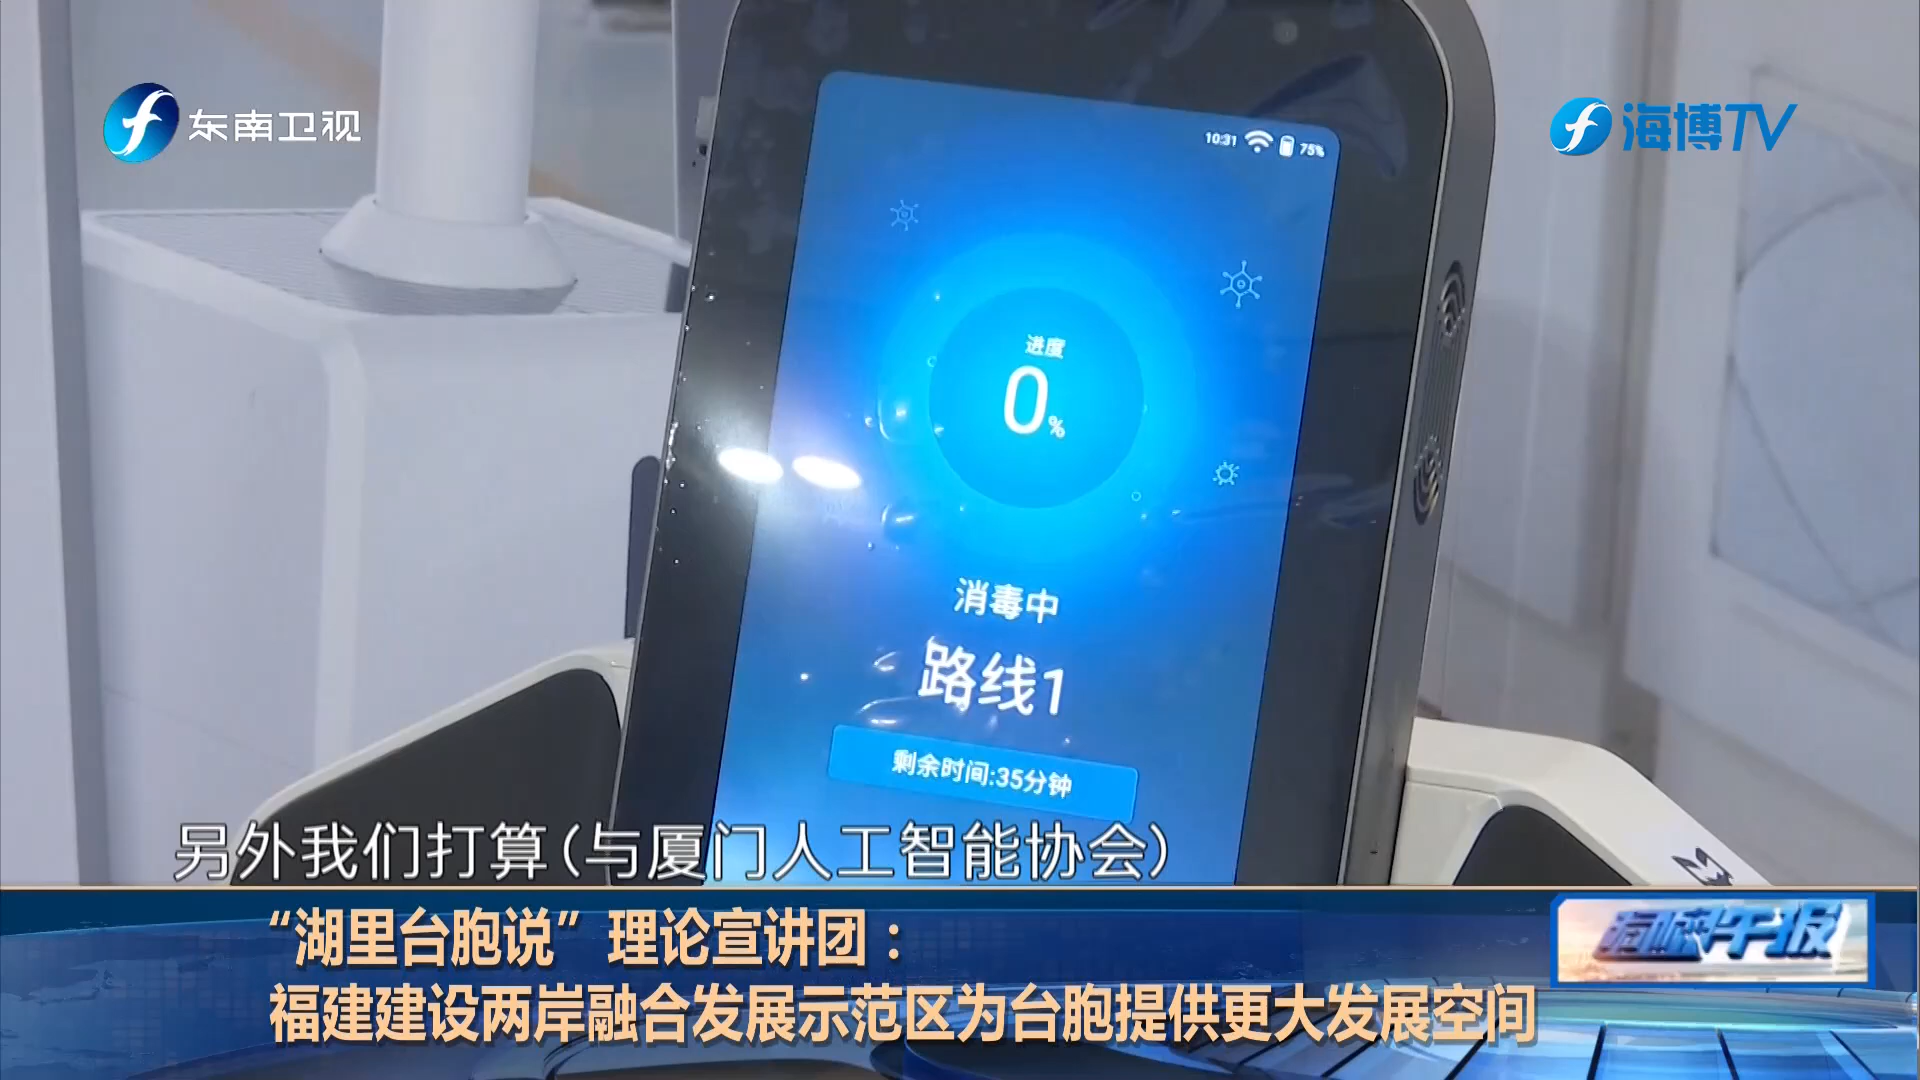 东南卫视
海博TV
10:31 75%
进度
0%
消毒中
路线1
剩余时间:35分钟
另外我们打算(与厦门人工智能协会)
“湖里台胞说”理论宣讲团：
海峡午报
福建建设两岸融合发展示范区为台胞提供更大发展空间